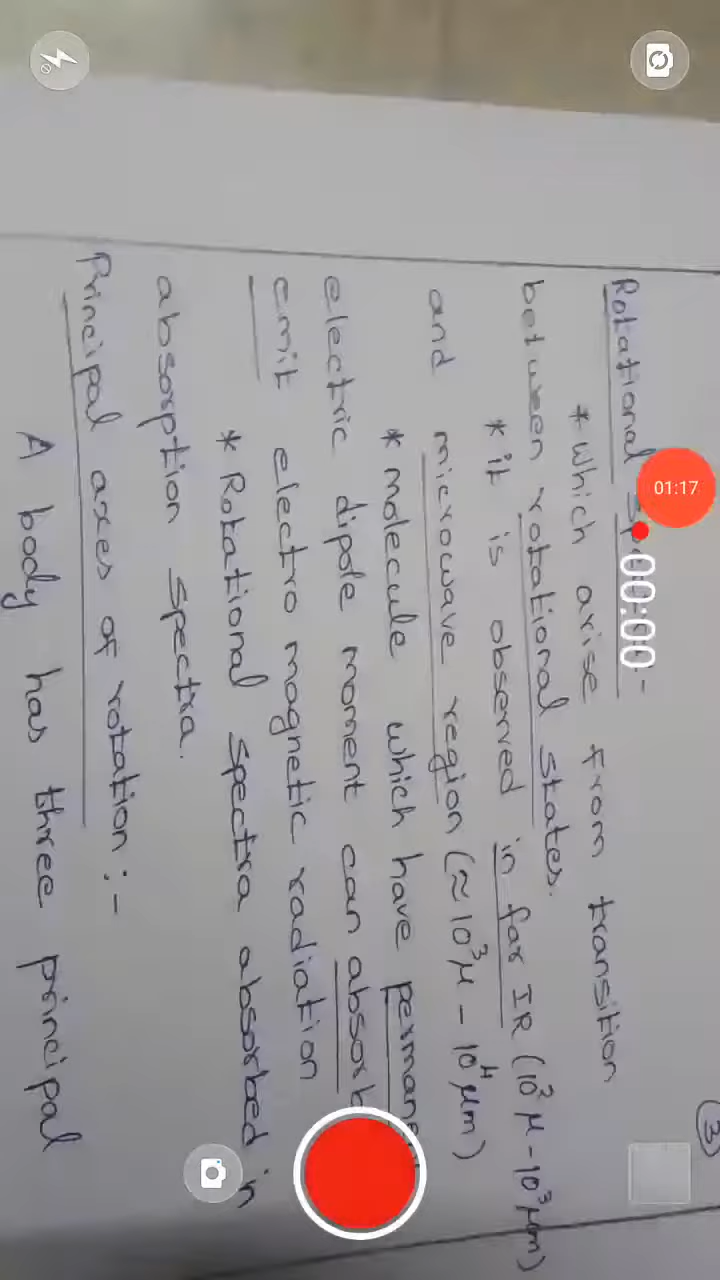 3
Rotational :-
* Which arise from transition
between rotational states.
* it is observed in far IR (10² μ - 10³ μm)
and microwave region (≈ 10³ μ - 10⁴ μm)
* molecule which have
electric dipole moment can absorb
emit electro magnetic radiation
* Rotational spectra absorbed in
absorption spectra.
Principal axes of rotation :-
A body has three principal
01:17
00:00